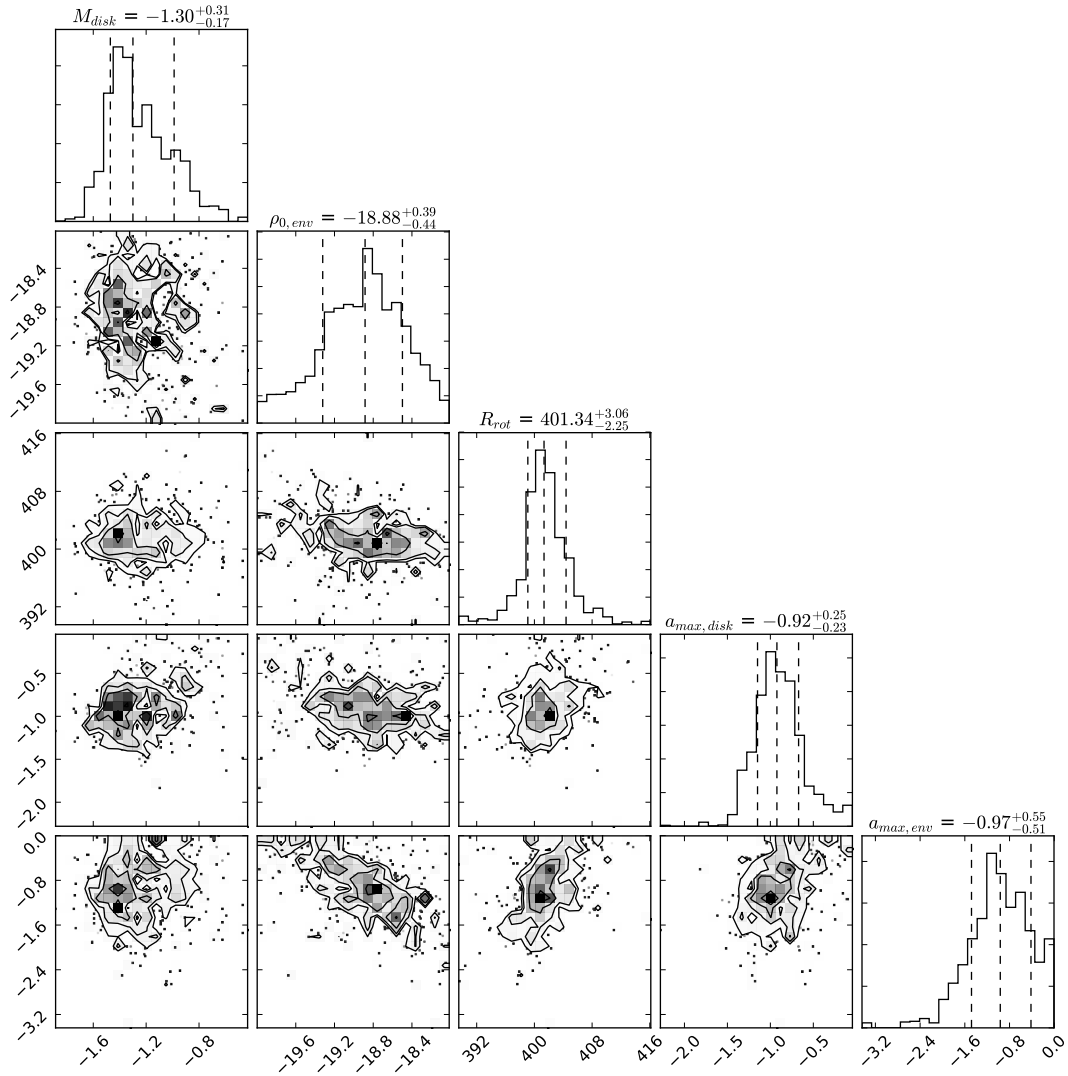 M_{disk} = −1.30^{+0.31}_{−0.17}
ρ_{0,env} = −18.88^{+0.39}_{−0.44}
−18.4
−18.8
−19.2
−19.6
R_{rot} = 401.34^{+3.06}_{−2.25}
416
408
400
392
a_{max,disk} = −0.92^{+0.25}_{−0.23}
−0.5
−1.0
−1.5
−2.0
a_{max,env} = −0.97^{+0.55}_{−0.51}
0.0
−0.8
−1.6
−2.4
−3.2
−1.6 −1.2 −0.8 −19.6 −19.2 −18.8 −18.4 392 400 408 416 −2.0 −1.5 −1.0 −0.5 −3.2 −2.4 −1.6 −0.8 0.0